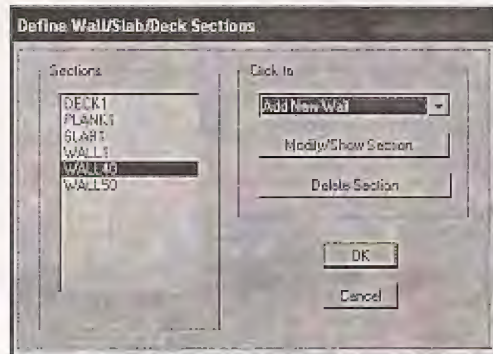 Define Wall/Slab/Deck Sections
Sections
DECK1
PLANK1
SLAB1
WALL1
WALL40
WALL50
Click to
Add New Wall
Modify/Show Section
Delete Section
OK
Cancel